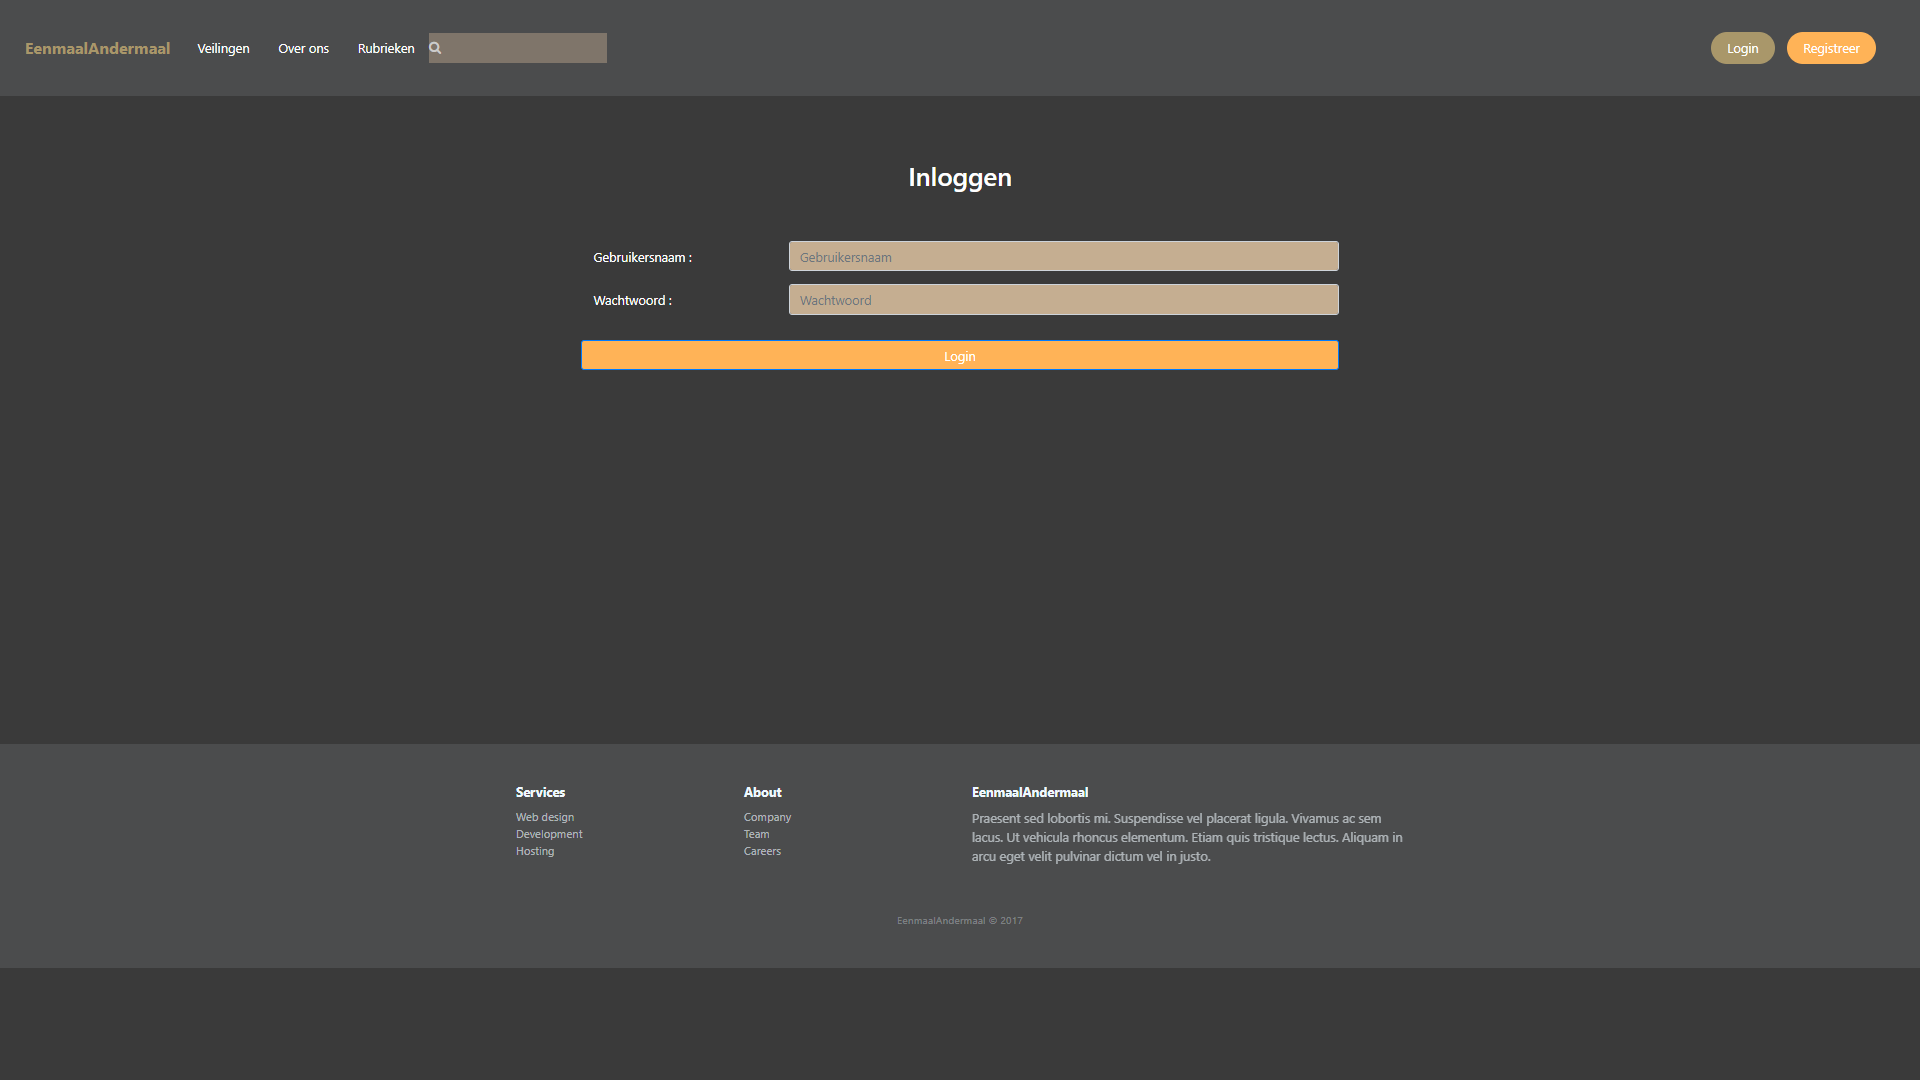 EenmaalAndermaal Veilingen Over ons Rubrieken Login Registreer
Inloggen
Gebruikersnaam : Gebruikersnaam
Wachtwoord : Wachtwoord
Login
Services
Web design
Development
Hosting
About
Company
Team
Careers
EenmaalAndermaal
Praesent sed lobortis mi. Suspendisse vel placerat ligula. Vivamus ac sem
lacus. Ut vehicula rhoncus elementum. Etiam quis tristique lectus. Aliquam in
arcu eget velit pulvinar dictum vel in justo.
EenmaalAndermaal © 2017